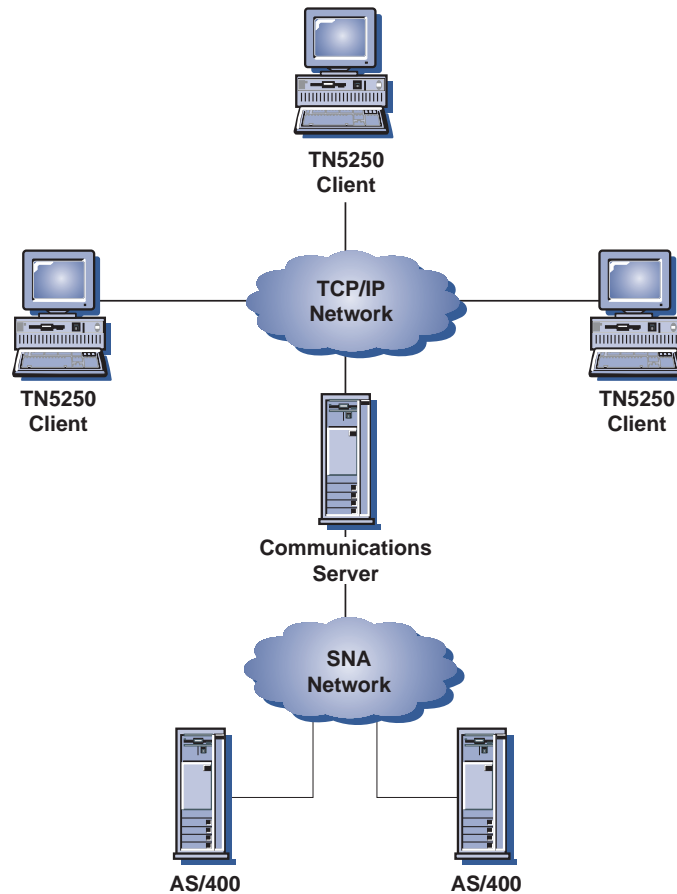 TN5250
Client
TCP/IP
Network
TN5250
Client
TN5250
Client
Communications
Server
SNA
Network
AS/400
AS/400